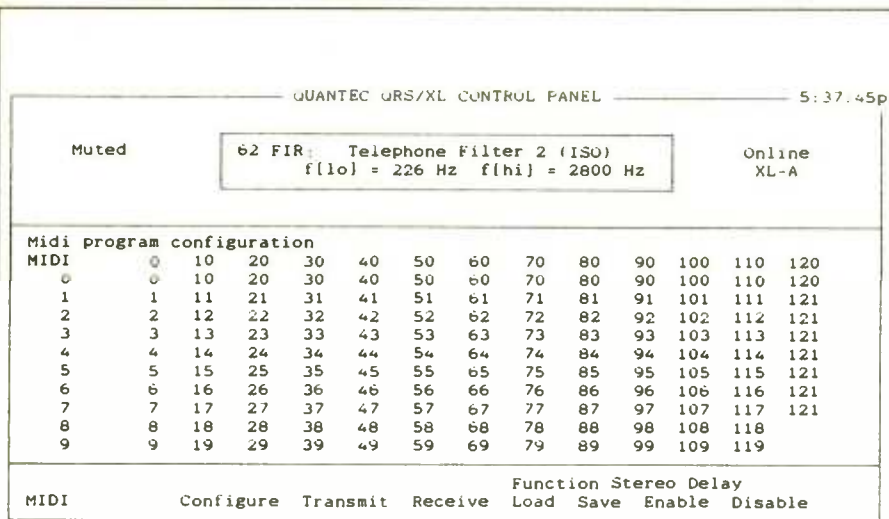 QUANTEC QRS/XL CONTROL PANEL 5:37.45p
Muted 62 FIR: Telephone Filter 2 (ISO) Online
f[lo] = 226 Hz f[hi] = 2800 Hz XL-A
Midi program configuration
MIDI 0 10 20 30 40 50 60 70 80 90 100 110 120
0 0 10 20 30 40 50 60 70 80 90 100 110 120
1 1 11 21 31 41 51 61 71 81 91 101 111 121
2 2 12 22 32 42 52 62 72 82 92 102 112 121
3 3 13 23 33 43 53 63 73 83 93 103 113 121
4 4 14 24 34 44 54 64 74 84 94 104 114 121
5 5 15 25 35 45 55 65 75 85 95 105 115 121
6 6 16 26 36 46 56 66 76 86 96 106 116 121
7 7 17 27 37 47 57 67 77 87 97 107 117 121
8 8 18 28 38 48 58 68 78 88 98 108 118
9 9 19 29 39 49 59 69 79 89 99 109 119
Function Stereo Delay
MIDI Configure Transmit Receive Load Save Enable Disable